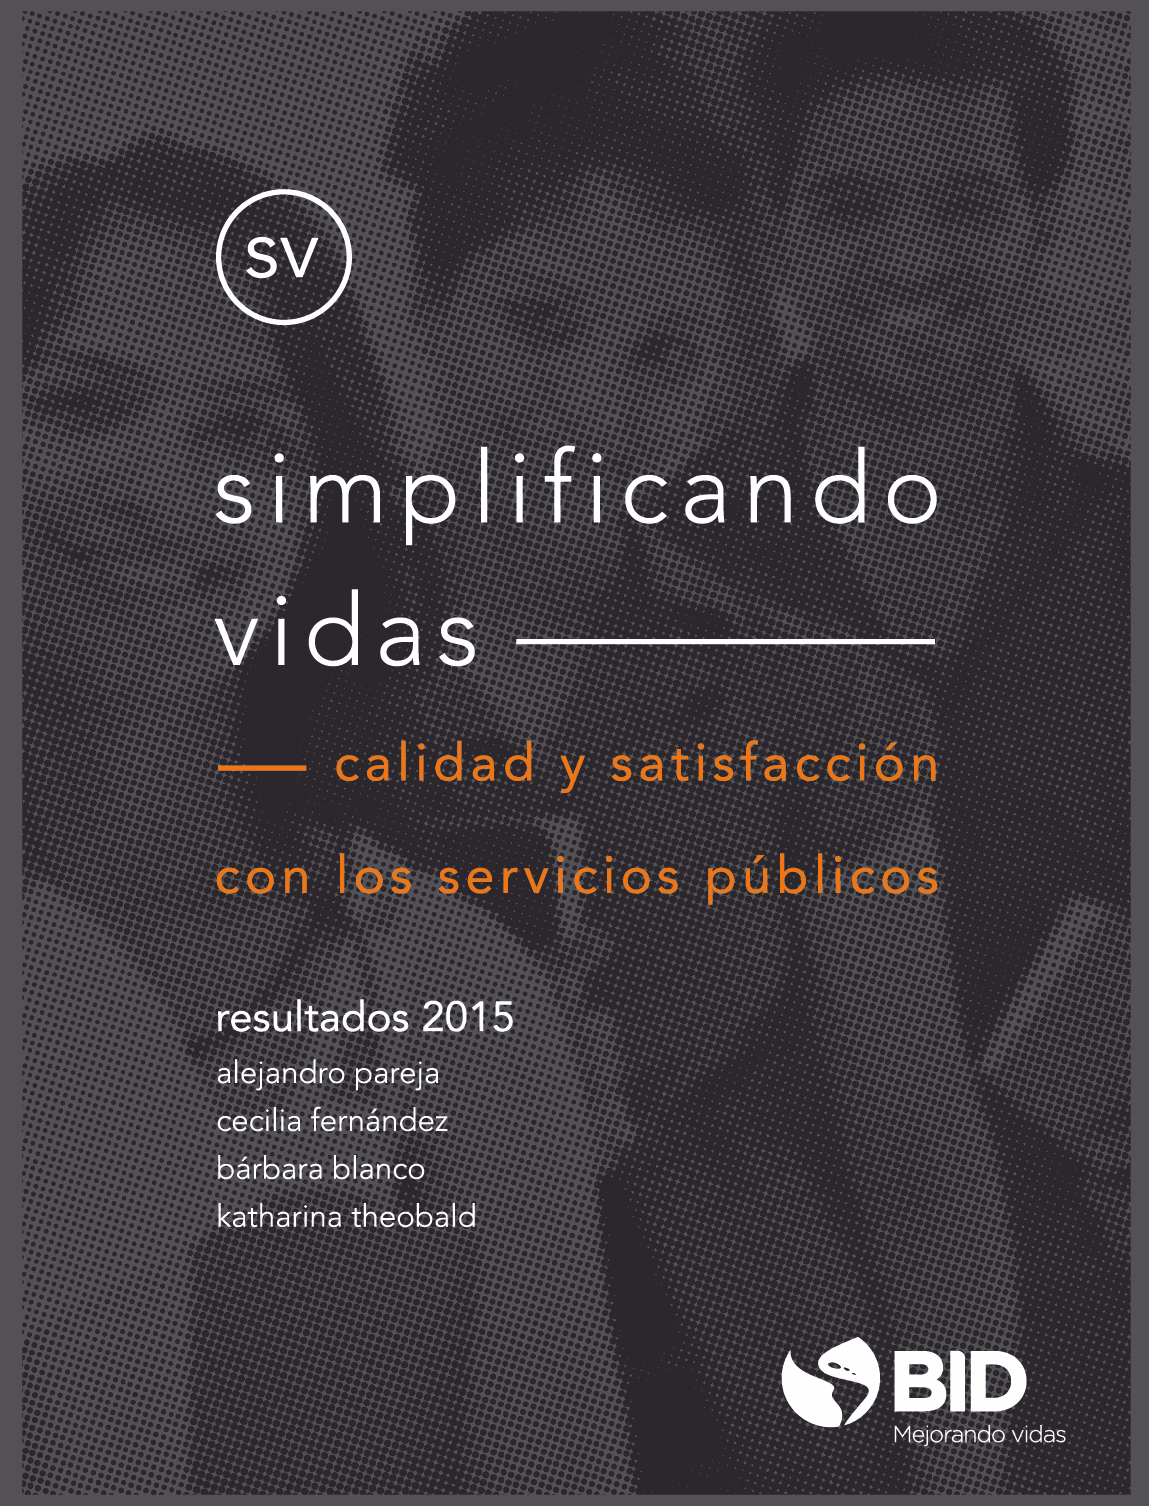 sv
simplificando
vidas
calidad y satisfacción
con los servicios públicos
resultados 2015
alejandro pareja
cecilia fernández
bárbara blanco
katharina theobald
BID
Mejorando vidas